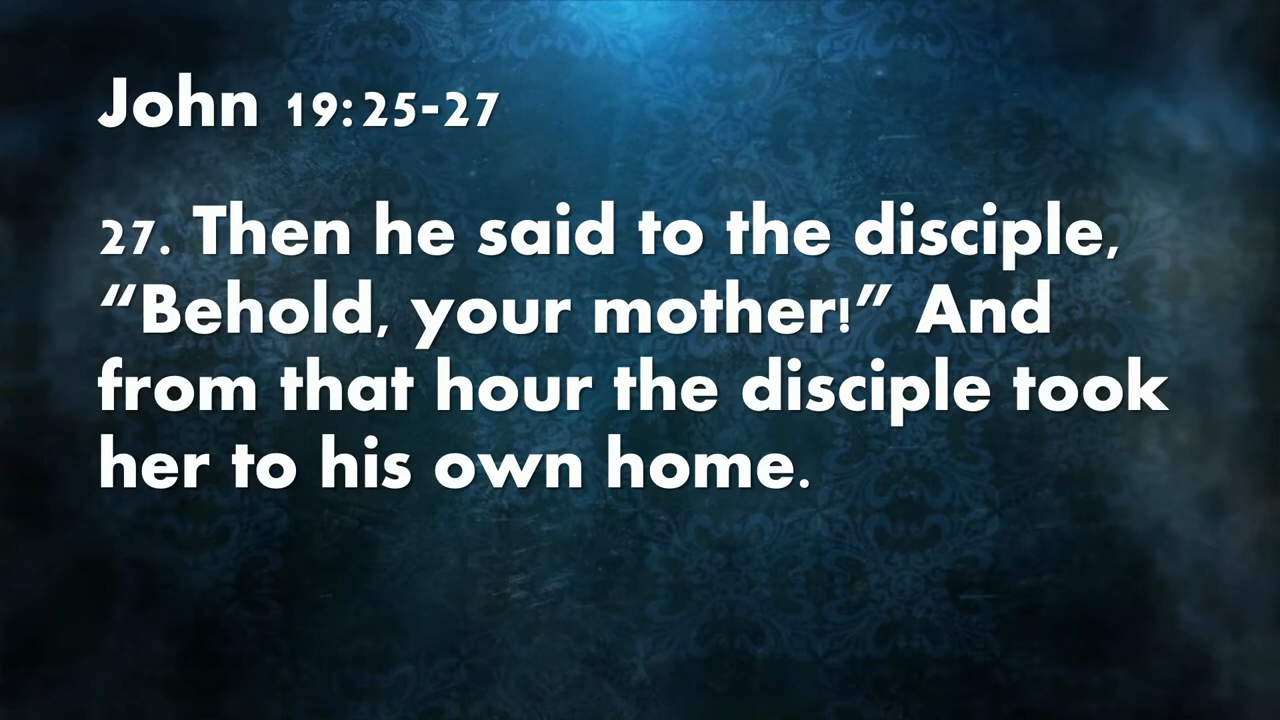 John 19:25-27
27. Then he said to the disciple,
“Behold, your mother!” And
from that hour the disciple took
her to his own home.